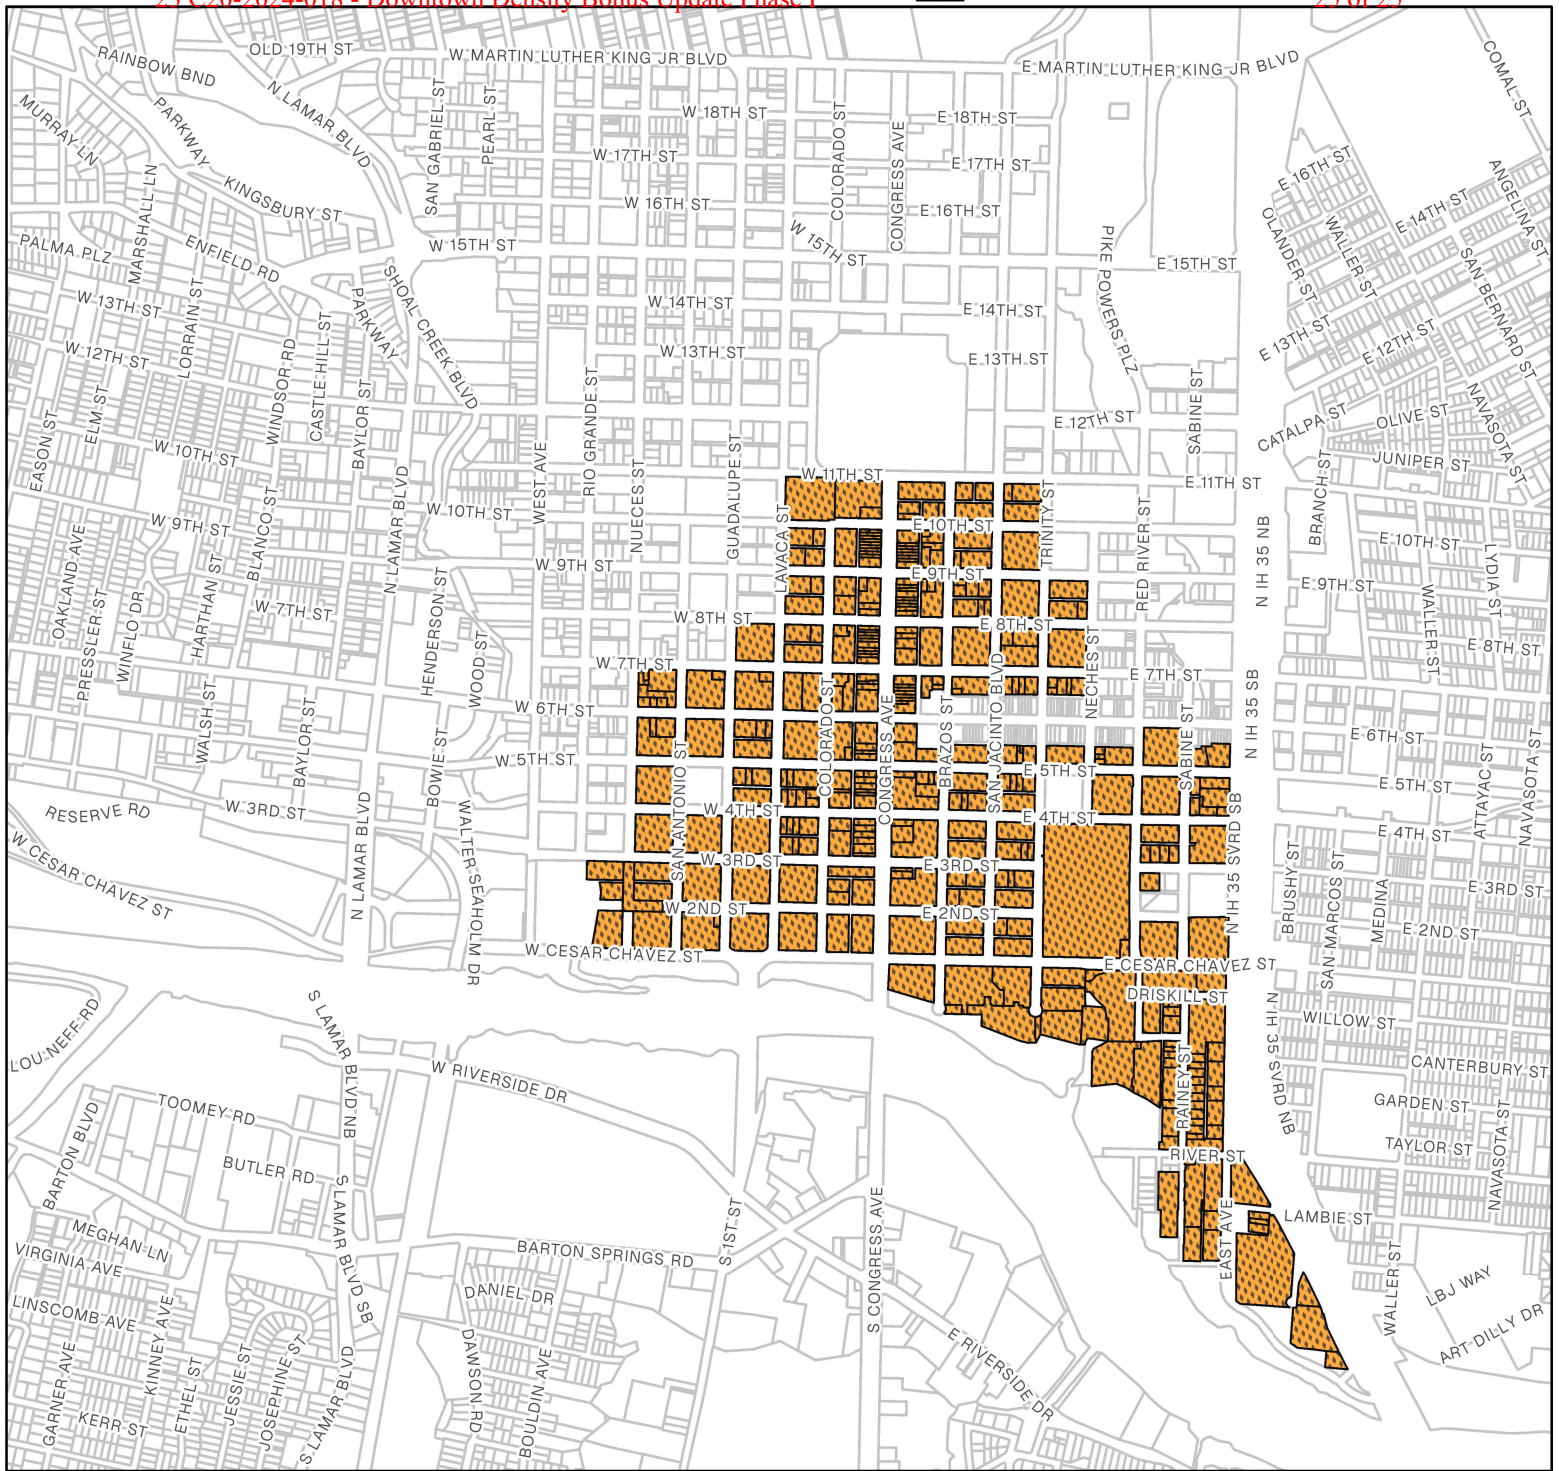 23 C20-2024-018 - Downtown Density Bonus Update Phase 1
23 of 23
OLD 19TH ST
W MARTIN LUTHER KING JR BLVD
E MARTIN LUTHER KING JR BLVD
COMAL ST
RAINBOW BND
N LAMAR BLVD
SAN GABRIEL ST
PEARL ST
W 18TH ST
COLORADO ST
CONGRESS AVE
E 18TH ST
MURRAY LN
PARKWAY
W 17TH ST
E 17TH ST
E 16TH ST
ANGELINA ST
MARSHALL LN
KINGSBURY ST
W 16TH ST
E 16TH ST
E 14TH ST
OLANDER ST
WALLER ST
PALMA PLZ
ENFIELD RD
W 15TH ST
W 15TH ST
PIKE POWERS PLZ
E 15TH ST
SAN BERNARD ST
W 13TH ST
LORRAIN ST
PARKWAY
SHOAL CREEK BLVD
W 14TH ST
E 14TH ST
E 13TH ST
E 12TH ST
W 12TH ST
WINDSOR RD
CASTLE HILL ST
W 13TH ST
E 13TH ST
EASON ST
ELM ST
BAYLOR ST
RIO GRANDE ST
E 12TH ST
SABINE ST
CATALPA ST
OLIVE ST
NAVASOTA ST
W 10TH ST
WEST AVE
NUECES ST
GUADALUPE ST
W 11TH ST
E 11TH ST
JUNIPER ST
BRANCH ST
OAKLAND AVE
W 9TH ST
BLANCO ST
N LAMAR BLVD
W 10TH ST
LAVACA ST
E 10TH ST
TRINITY ST
RED RIVER ST
N IH 35 NB
E 10TH ST
LYDIA ST
PRESSLER ST
WINFLO DR
HARTHAN ST
W 7TH ST
HENDERSON ST
W 9TH ST
E 9TH ST
E 9TH ST
WALLER ST
WOOD ST
W 8TH ST
E 8TH ST
E 8TH ST
W 7TH ST
NECHES ST
E 7TH ST
N IH 35 SB
WALSH ST
BAYLOR ST
BOWIE ST
W 6TH ST
COLORADO ST
CONGRESS AVE
BRAZOS ST
SAN JACINTO BLVD
SABINE ST
E 6TH ST
W 5TH ST
SAN ANTONIO ST
E 5TH ST
E 5TH ST
ATTAYAC ST
NAVASOTA ST
RESERVE RD
W 3RD ST
N LAMAR BLVD
WALTER SEAHOLM DR
W 4TH ST
E 4TH ST
N IH 35 SVRD SB
E 4TH ST
W CESAR CHAVEZ ST
W 3RD ST
E 3RD ST
BRUSHY ST
SAN MARCOS ST
MEDINA
E 3RD ST
W 2ND ST
E 2ND ST
E 2ND ST
W CESAR CHAVEZ ST
E CESAR CHAVEZ ST
DRISKILL ST
N IH 35 SVRD NB
LOU NEFF RD
S LAMAR BLVD NB
WILLOW ST
W RIVERSIDE DR
RAINEY ST
CANTERBURY ST
TOOMEY RD
GARDEN ST
BARTON BLVD
TAYLOR ST
BUTLER RD
RIVER ST
NAVASOTA ST
S LAMAR BLVD SB
S 1ST ST
S CONGRESS AVE
EAST AVE
LAMBIE ST
MEGHAN LN
BARTON SPRINGS RD
WALLER ST
VIRGINIA AVE
LBJ WAY
LINSCOMB AVE
DANIEL DR
ART DILLY DR
GARNER AVE
KINNEY AVE
ETHEL ST
JESSIE ST
JOSEPHINE ST
S LAMAR BLVD
DAWSON RD
BOULDIN AVE
E RIVERSIDE DR
KERR ST